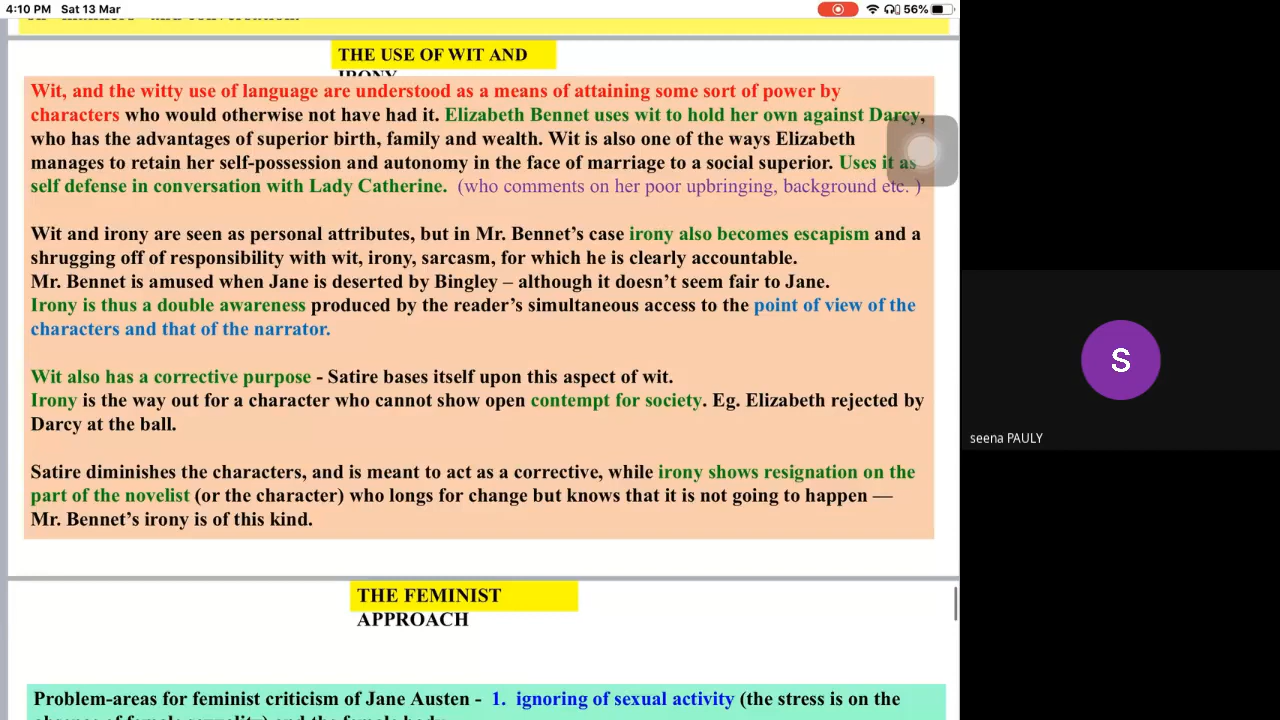 4:10 PM Sat 13 Mar 56%
THE USE OF WIT AND
IRONY
Wit, and the witty use of language are understood as a means of attaining some sort of power by
characters who would otherwise not have had it. Elizabeth Bennet uses wit to hold her own against Darcy,
who has the advantages of superior birth, family and wealth. Wit is also one of the ways Elizabeth
manages to retain her self-possession and autonomy in the face of marriage to a social superior. Uses it as
self defense in conversation with Lady Catherine. (who comments on her poor upbringing, background etc. )
Wit and irony are seen as personal attributes, but in Mr. Bennet's case irony also becomes escapism and a
shrugging off of responsibility with wit, irony, sarcasm, for which he is clearly accountable.
Mr. Bennet is amused when Jane is deserted by Bingley – although it doesn't seem fair to Jane.
Irony is thus a double awareness produced by the reader's simultaneous access to the point of view of the
characters and that of the narrator.
Wit also has a corrective purpose - Satire bases itself upon this aspect of wit.
Irony is the way out for a character who cannot show open contempt for society. Eg. Elizabeth rejected by
Darcy at the ball.
Satire diminishes the characters, and is meant to act as a corrective, while irony shows resignation on the
part of the novelist (or the character) who longs for change but knows that it is not going to happen —
Mr. Bennet's irony is of this kind.
THE FEMINIST
APPROACH
Problem-areas for feminist criticism of Jane Austen - 1. ignoring of sexual activity (the stress is on the
S
seena PAULY